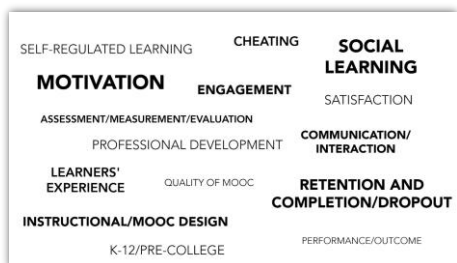 SELF-REGULATED LEARNING
CHEATING
SOCIAL
LEARNING
MOTIVATION
ENGAGEMENT
SATISFACTION
ASSESSMENT/MEASUREMENT/EVALUATION
PROFESSIONAL DEVELOPMENT
COMMUNICATION/
INTERACTION
LEARNERS'
EXPERIENCE
QUALITY OF MOOC
RETENTION AND
COMPLETION/DROPOUT
INSTRUCTIONAL/MOOC DESIGN
K-12/PRE-COLLEGE
PERFORMANCE/OUTCOME